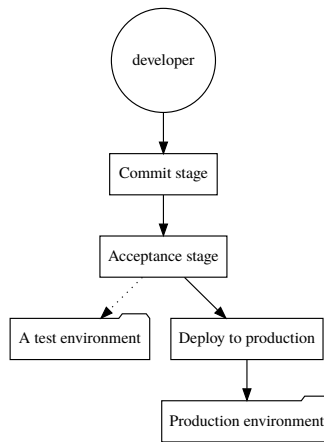 developer
Commit stage
Acceptance stage
A test environment
Deploy to production
Production environment